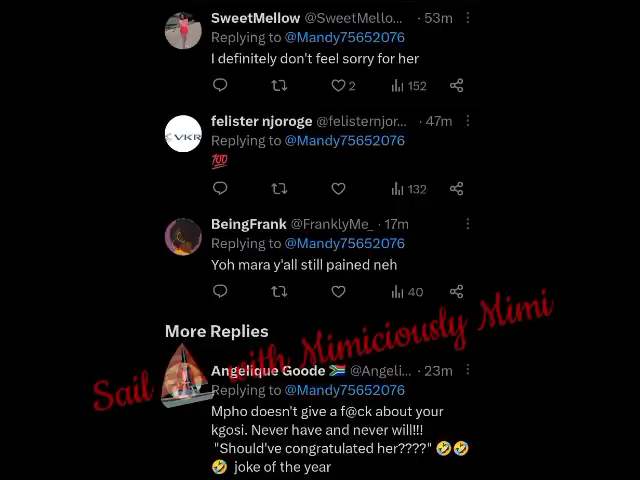 SweetMellow @SweetMello... · 53m
Replying to @Mandy75652076
I definitely don't feel sorry for her
2 152
VKR
felister njoroge @felisternjor... · 47m
Replying to @Mandy75652076
💯
132
BeingFrank @FranklyMe_ · 17m
Replying to @Mandy75652076
Yoh mara y'all still pained neh
40
More Replies
Sail with Mimiciously Mimi
Angelique Goode 🇿🇦 @Angeli... · 23m
Replying to @Mandy75652076
Mpho doesn't give a f@ck about your
kgosi. Never have and never will!!!
"Should've congratulated her????" 🤣🤣
🤣 joke of the year